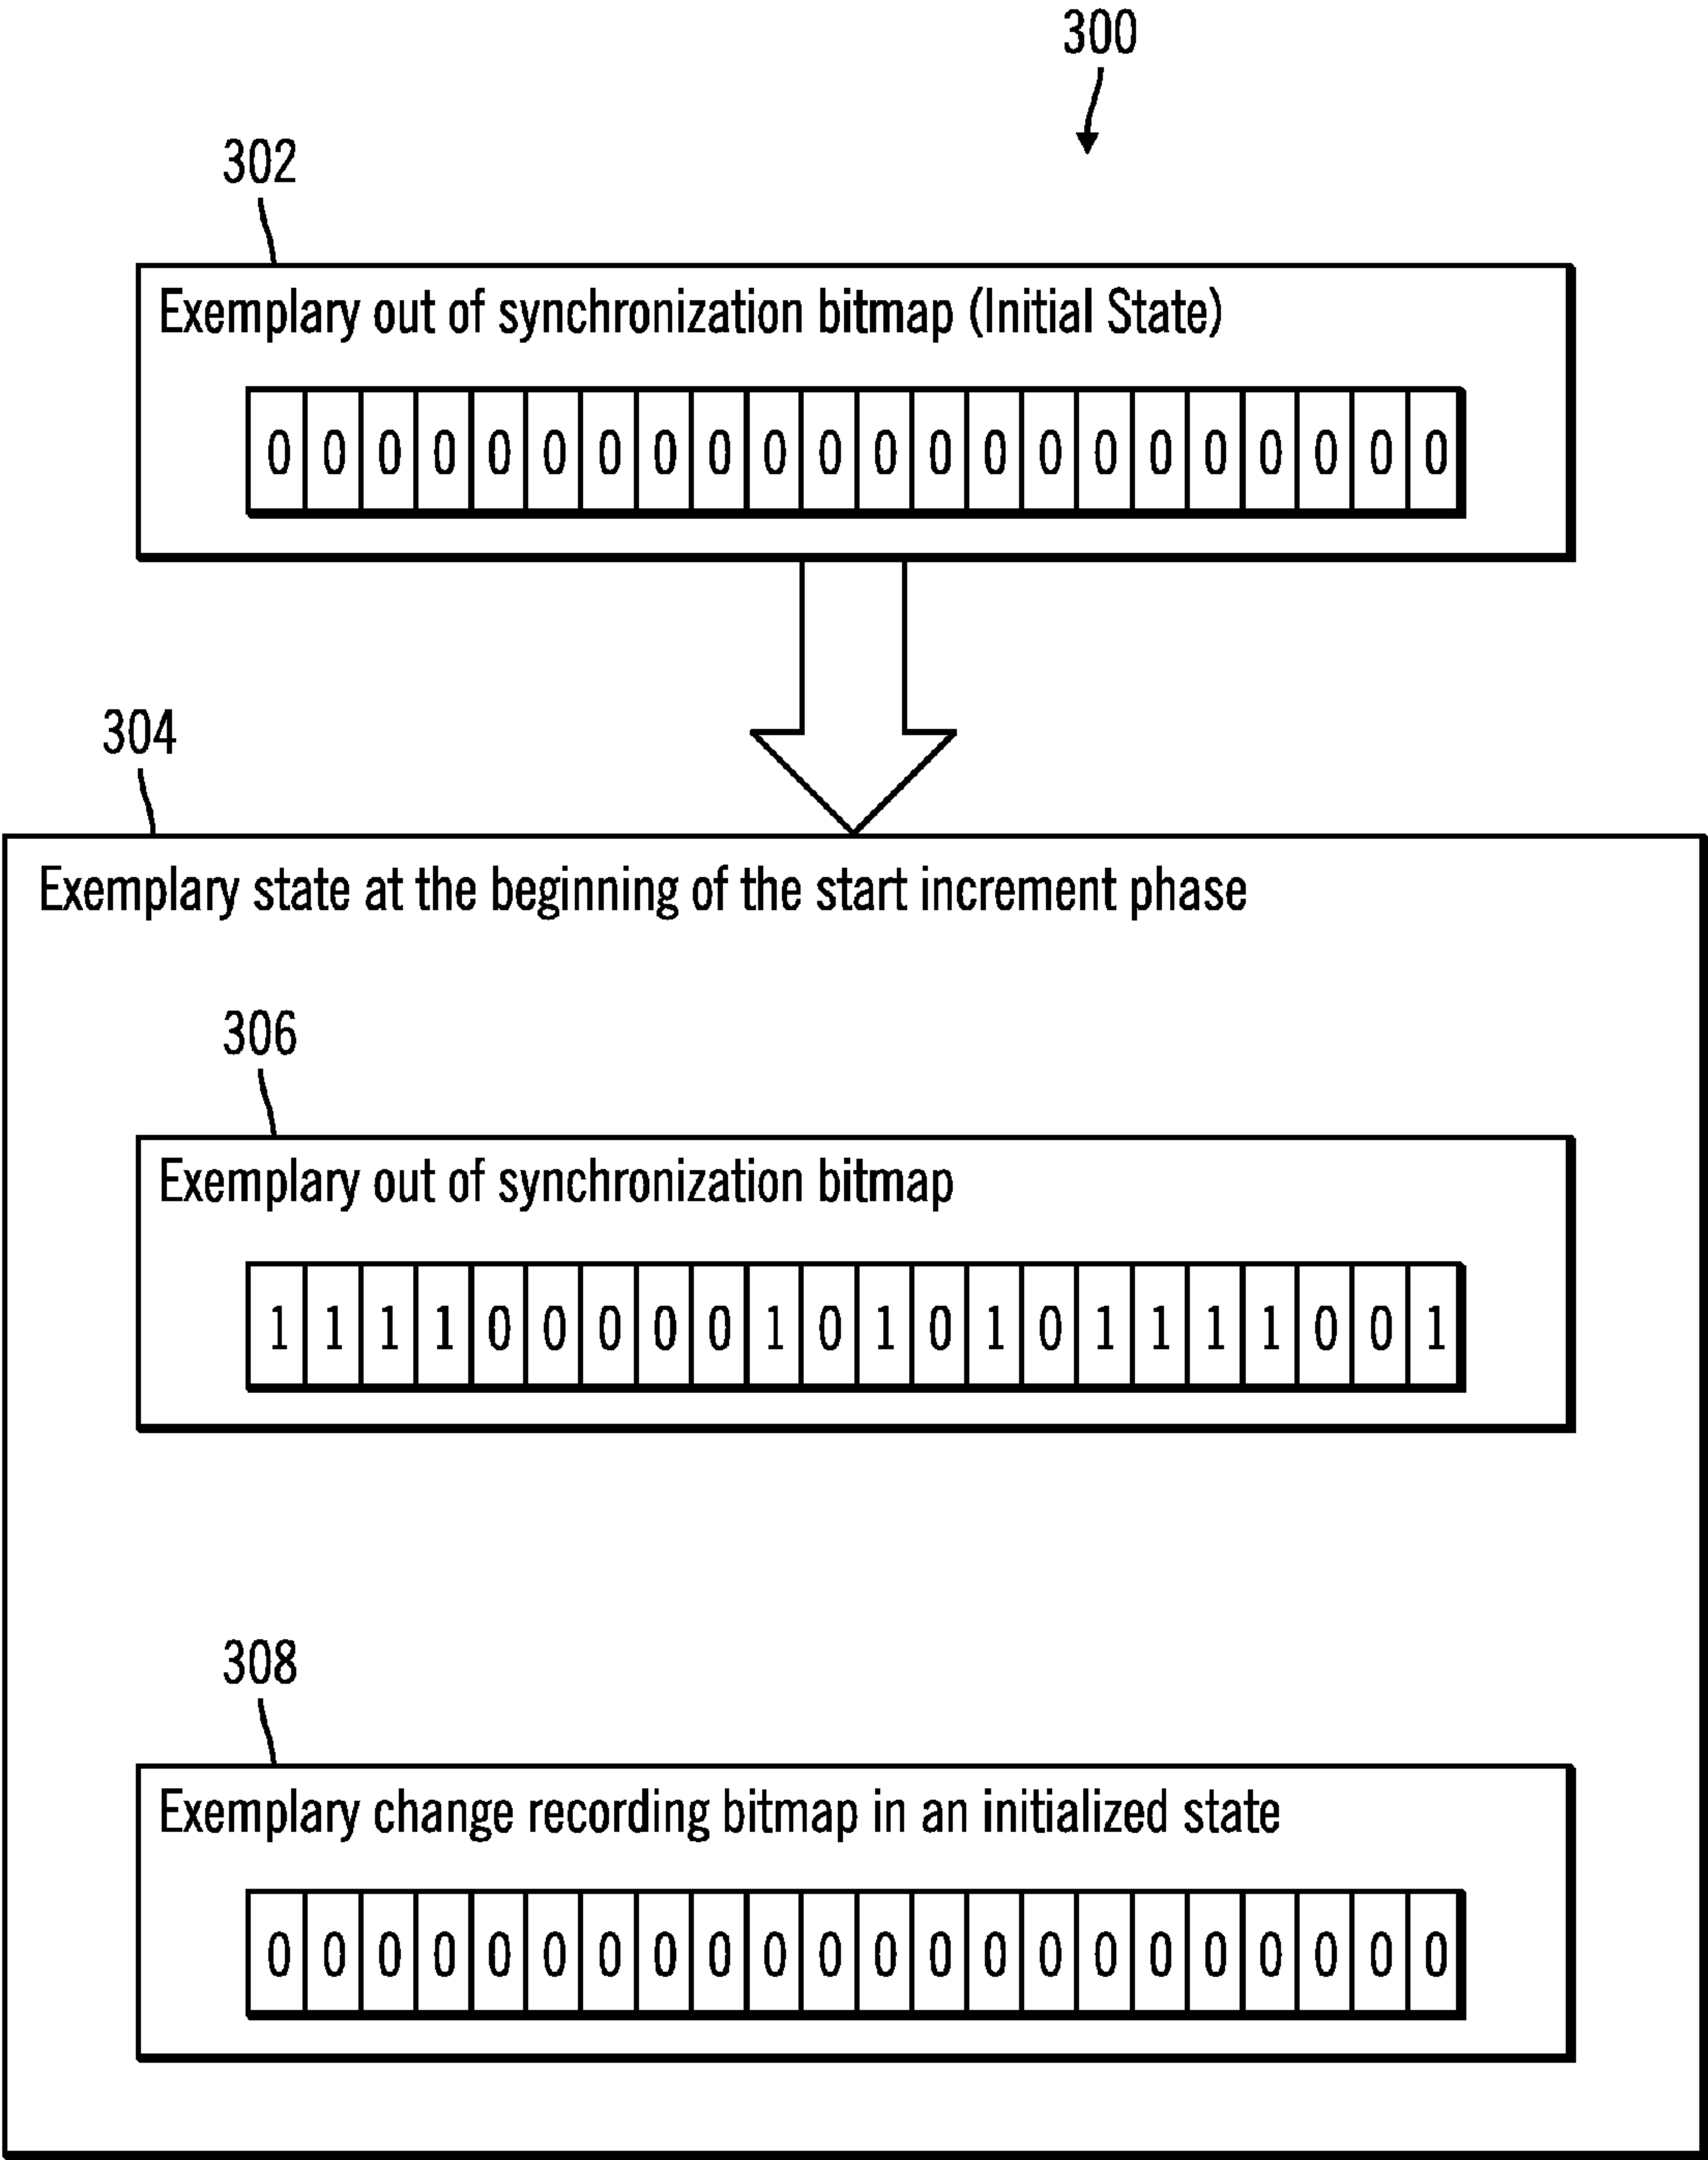 300
302
Exemplary out of synchronization bitmap (Initial State)
0 0 0 0 0 0 0 0 0 0 0 0 0 0 0 0 0 0 0 0 0 0
304
Exemplary state at the beginning of the start increment phase
306
Exemplary out of synchronization bitmap
1 1 1 1 0 0 0 0 0 1 0 1 0 1 0 1 1 1 1 0 0 1
308
Exemplary change recording bitmap in an initialized state
0 0 0 0 0 0 0 0 0 0 0 0 0 0 0 0 0 0 0 0 0 0